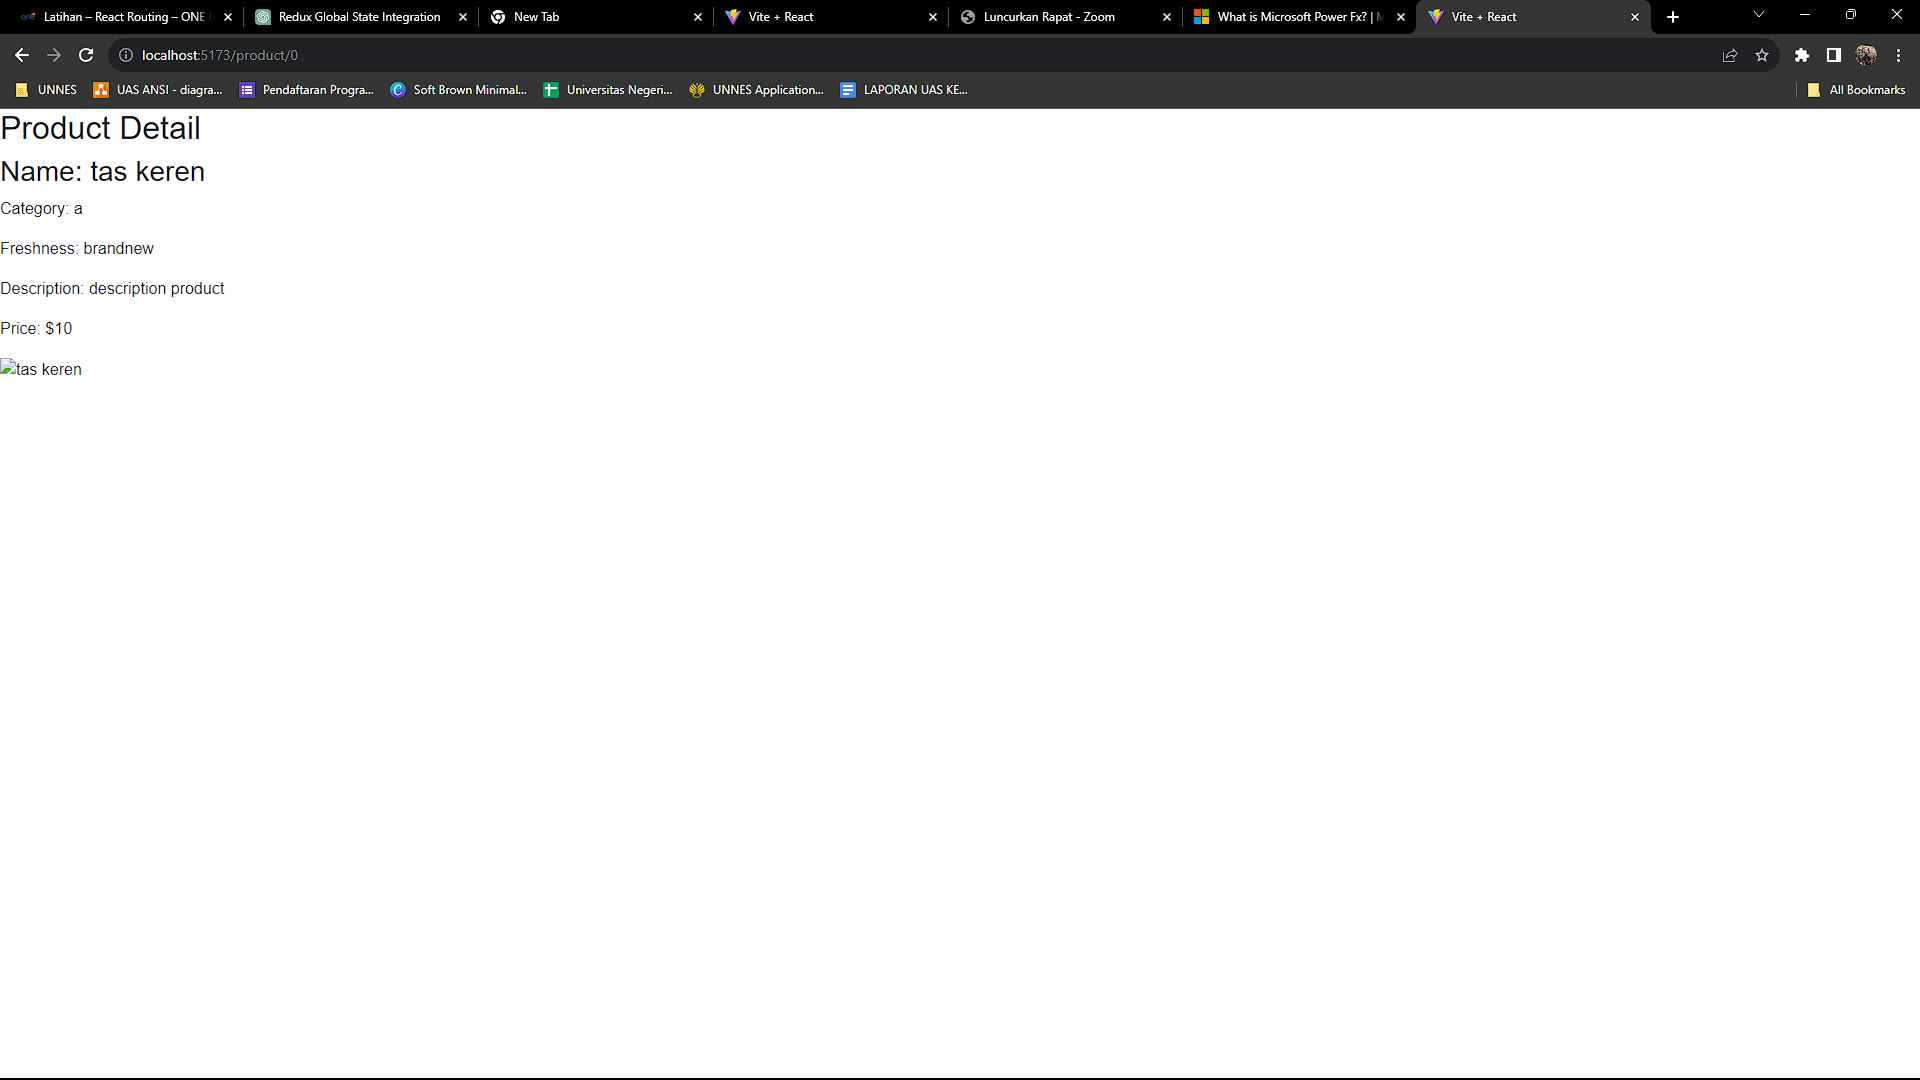 Latihan – React Routing – ONE
Redux Global State Integration
New Tab
Vite + React
Luncurkan Rapat - Zoom
What is Microsoft Power Fx? |
Vite + React
localhost:5173/product/0
UNNES
UAS ANSI - diagra...
Pendaftaran Progra...
Soft Brown Minimal...
Universitas Negeri...
UNNES Application...
LAPORAN UAS KE...
All Bookmarks
Product Detail
Name: tas keren
Category: a
Freshness: brandnew
Description: description product
Price: $10
tas keren